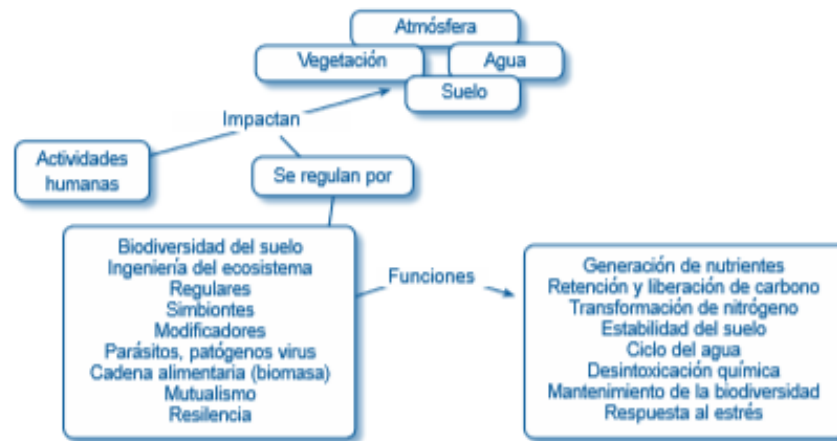 Atmósfera
Vegetación
Agua
Suelo
Impactan
Actividades
humanas
Se regulan por
Biodiversidad del suelo
Ingeniería del ecosistema
Regulares
Simbiontes
Modificadores
Parásitos, patógenos virus
Cadena alimentaria (biomasa)
Mutualismo
Resilencia
Funciones
Generación de nutrientes
Retención y liberación de carbono
Transformación de nitrógeno
Estabilidad del suelo
Ciclo del agua
Desintoxicación química
Mantenimiento de la biodiversidad
Respuesta al estrés